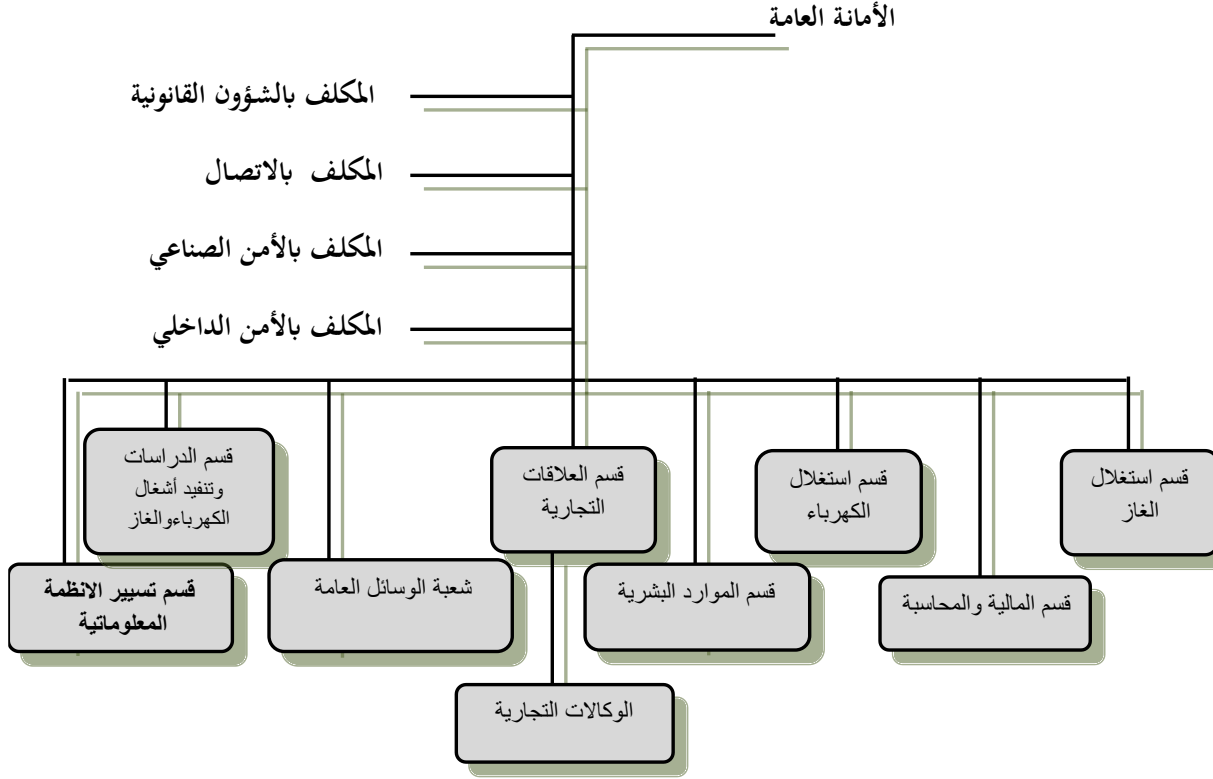 الأمانة العامة
المكلف بالشؤون القانونية
المكلف بالاتصال
المكلف بالأمن الصناعي
المكلف بالأمن الداخلي
قسم استغلال
الغاز
قسم استغلال
الكهرباء
قسم العلاقات
التجارية
قسم الدراسات
وتنفيد أشغال
الكهرباءوالغاز
قسم المالية والمحاسبة
قسم الموارد البشرية
شعبة الوسائل العامة
قسم تسيير الانظمة
المعلوماتية
الوكالات التجارية